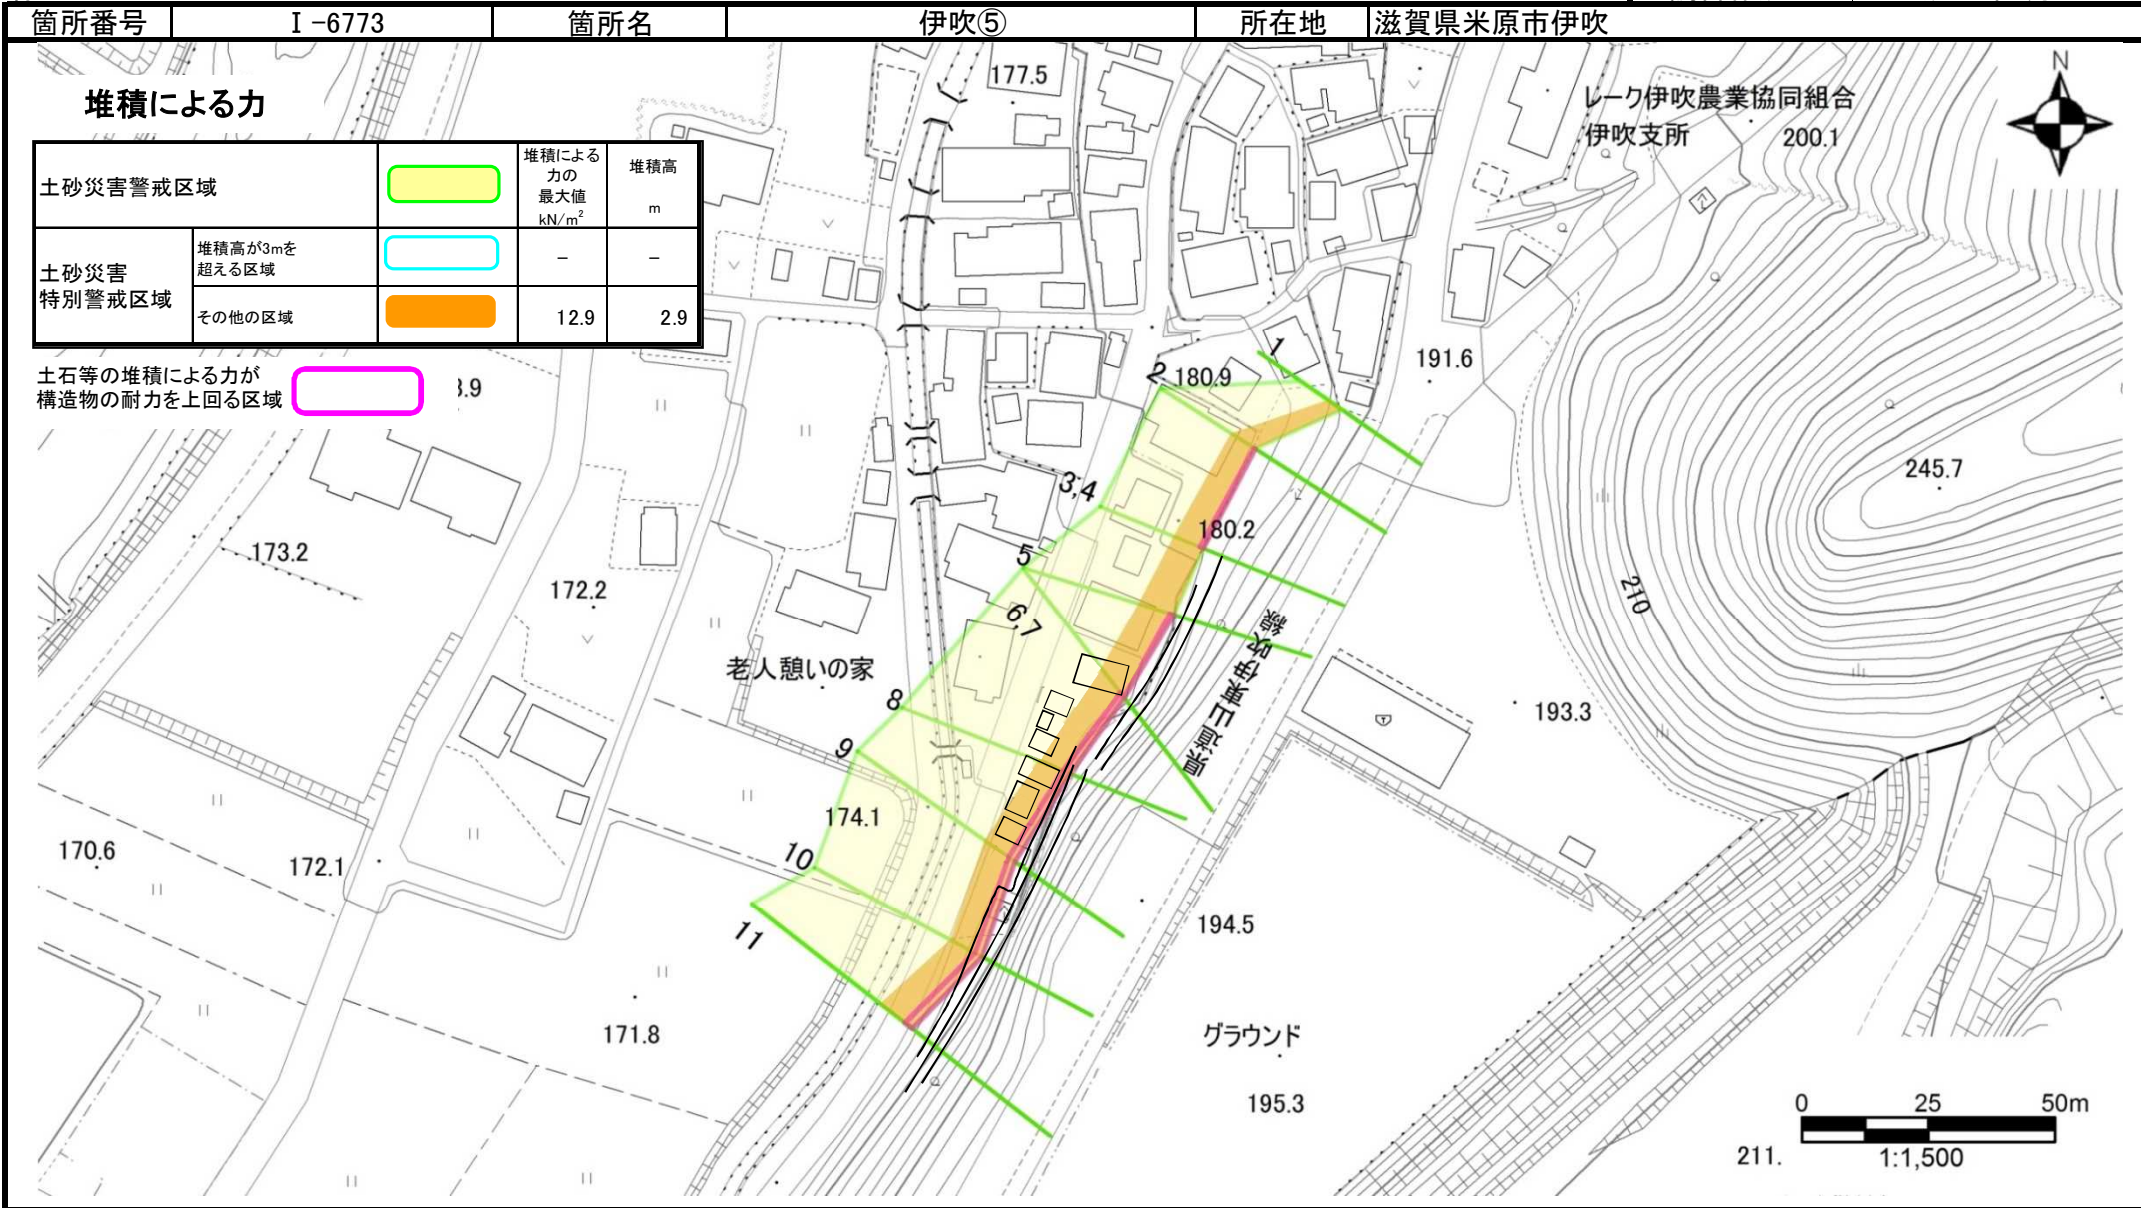 箇所番号 Ⅰ-6773 箇所名 伊吹⑤ 所在地 滋賀県米原市伊吹
堆積による力
堆積による力の最大値 kN/m² 堆積高 m
土砂災害警戒区域
土砂災害特別警戒区域
堆積高が3mを
超える区域 － －
その他の区域 12.9 2.9
土石等の堆積による力が
構造物の耐力を上回る区域
N
レーク伊吹農業協同組合
伊吹支所 200.1
177.5
191.6
180.9
245.7
180.2
173.2
172.2
210
老人憩いの家
県道山東伊吹線
193.3
174.1
170.6
172.1
194.5
171.8
グラウンド
195.3
211.
1
2
3,4
5
6,7
8
9
10
11
0 25 50m
1:1,500